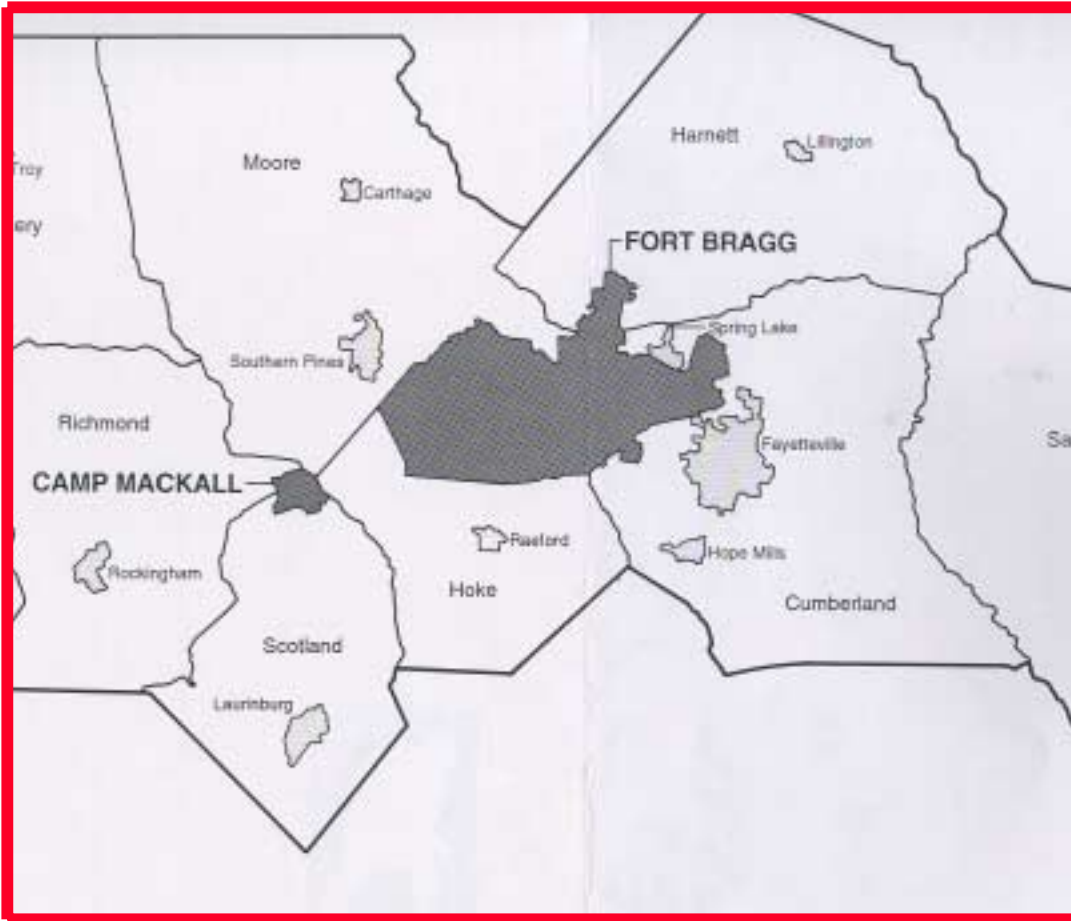 Harnett
Lillington
Moore
Troy
Carthage
ery
FORT BRAGG
Spring Lake
Southern Pines
Richmond
Fayetteville
Sa
CAMP MACKALL
Raeford
Hope Mills
Rockingham
Hoke
Cumberland
Scotland
Laurinburg